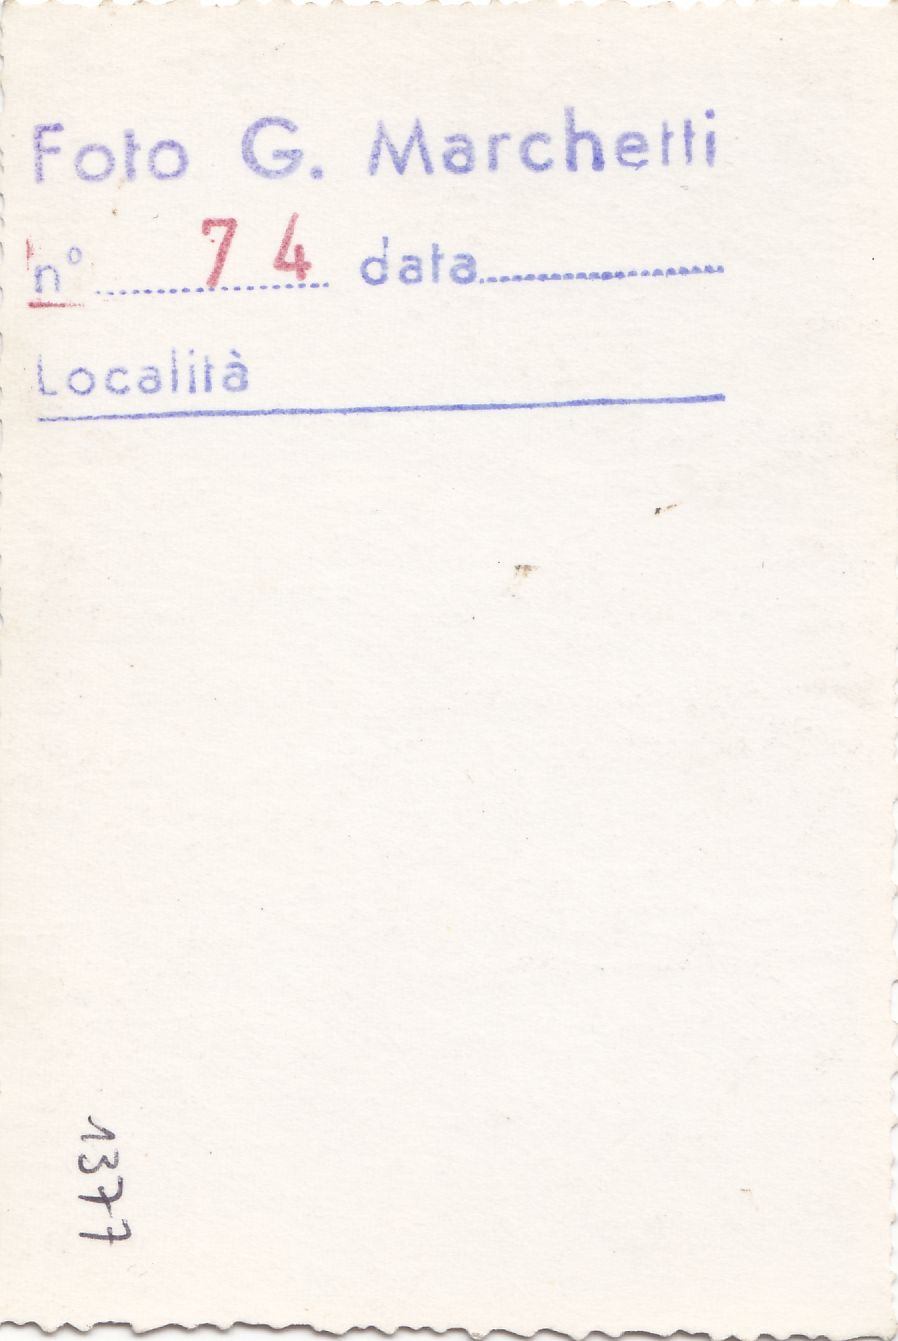 Foto G. Marchetti
n° 74 data
Località
1377